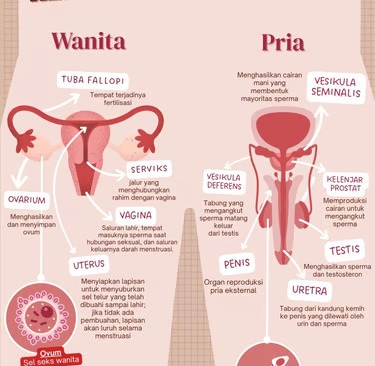 Wanita
Pria
TUBA FALLOPI
Tempat terjadinya
fertilisasi
SERVIKS
jalur yang
menghubungkan
rahim dengan vagina
OVARIUM
Menghasilkan
dan menyimpan
ovum
VAGINA
Saluran lahir, tempat
masuknya sperma saat
hubungan seksual, dan saluran
keluarnya darah menstruasi.
UTERUS
Menyiapkan lapisan
untuk menyuburkan
sel telur yang telah
dibuahi sampai lahir;
jika tidak ada
pembuahan, lapisan
akan luruh selama
menstruasi
Ovum
Sel seks wanita
Menghasilkan cairan
mani yang
membentuk
mayoritas sperma
VESIKULA
SEMINALIS
VESIKULA
DEFERENS
Tabung yang
mengangkut
sperma matang
keluar
dari testis
KELENJAR
PROSTAT
Memproduksi
cairan untuk
mengangkut
sperma
TESTIS
Menghasilkan sperma
dan testosteron
PENIS
Organ reproduksi
pria eksternal
URETRA
Tabung dari kandung kemih
ke penis yang dilewati oleh
urin dan sperma